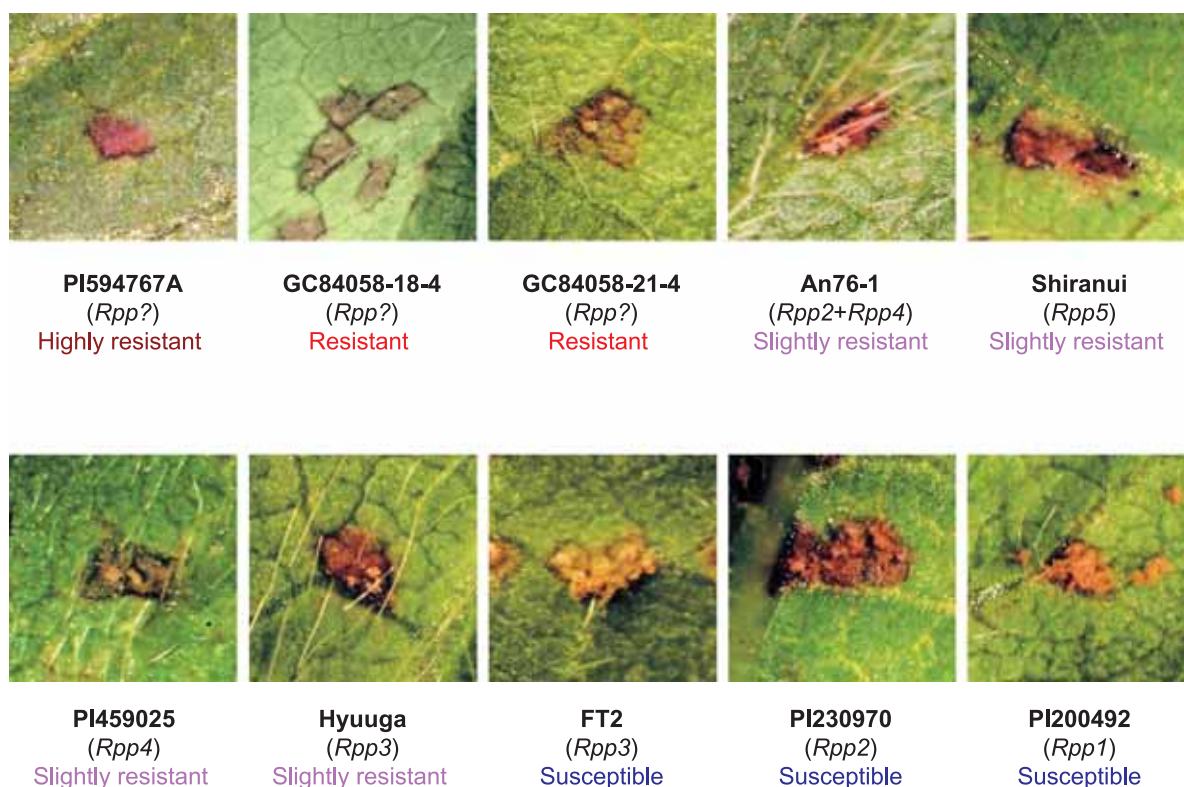 PI594767A
(Rpp?)
Highly resistant
GC84058-18-4
(Rpp?)
Resistant
GC84058-21-4
(Rpp?)
Resistant
An76-1
(Rpp2+Rpp4)
Slightly resistant
Shiranui
(Rpp5)
Slightly resistant
PI459025
(Rpp4)
Slightly resistant
Hyuuga
(Rpp3)
Slightly resistant
FT2
(Rpp3)
Susceptible
PI230970
(Rpp2)
Susceptible
PI200492
(Rpp1)
Susceptible